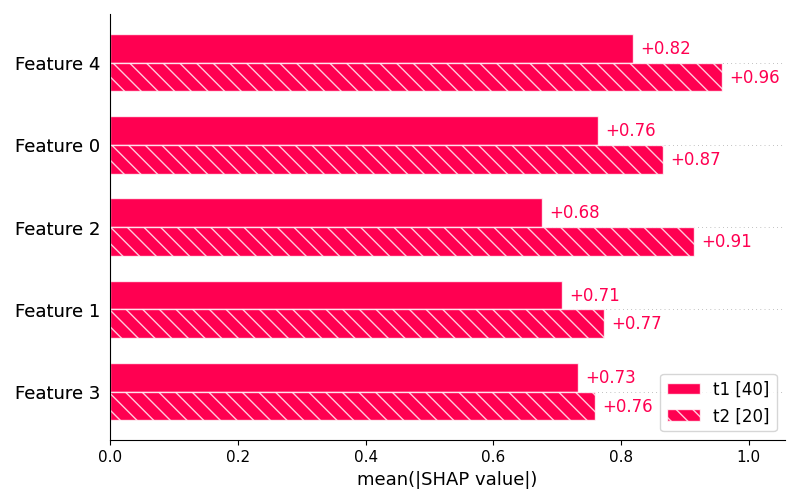 Feature 4
+0.82
+0.96
Feature 0
+0.76
+0.87
Feature 2
+0.68
+0.91
Feature 1
+0.71
+0.77
Feature 3
+0.73
+0.76
t1 [40]
t2 [20]
0.0 0.2 0.4 0.6 0.8 1.0
mean(|SHAP value|)